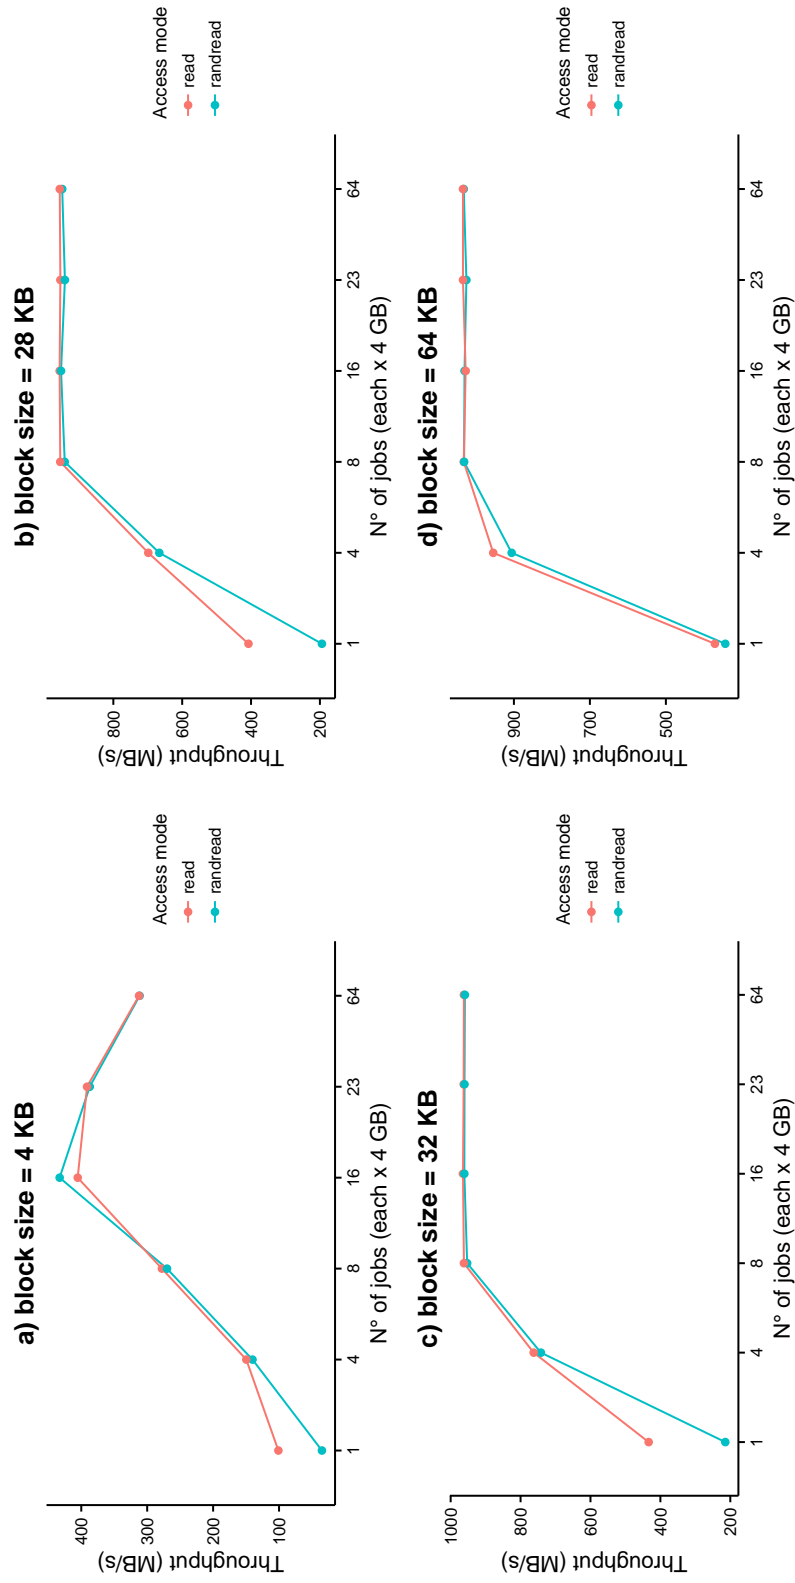 a) block size = 4 KB
Throughput (MB/s)
400
300
200
100
1
4
8
16
23
64
N° of jobs (each x 4 GB)
Access mode
read
randread
b) block size = 28 KB
Throughput (MB/s)
800
600
400
200
1
4
8
16
23
64
N° of jobs (each x 4 GB)
Access mode
read
randread
c) block size = 32 KB
Throughput (MB/s)
1000
800
600
400
200
1
4
8
16
23
64
N° of jobs (each x 4 GB)
Access mode
read
randread
d) block size = 64 KB
Throughput (MB/s)
900
700
500
1
4
8
16
23
64
N° of jobs (each x 4 GB)
Access mode
read
randread